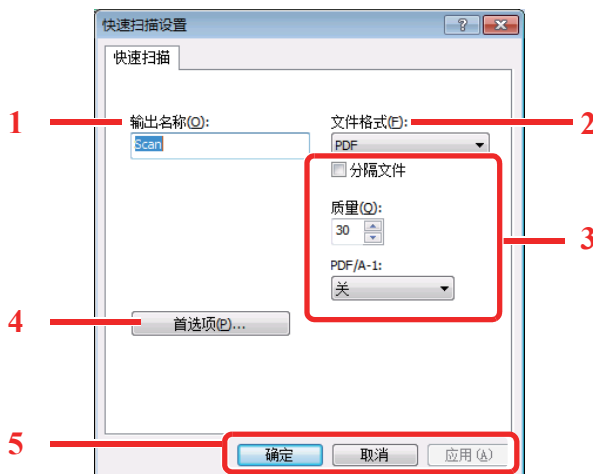 快速扫描设置
快速扫描
1
输出名称(O):
文件格式(F):
2
Scan
PDF
分隔文件
质量(Q):
30
3
PDF/A-1:
关
4
首选项(P)...
5
确定
取消
应用(A)